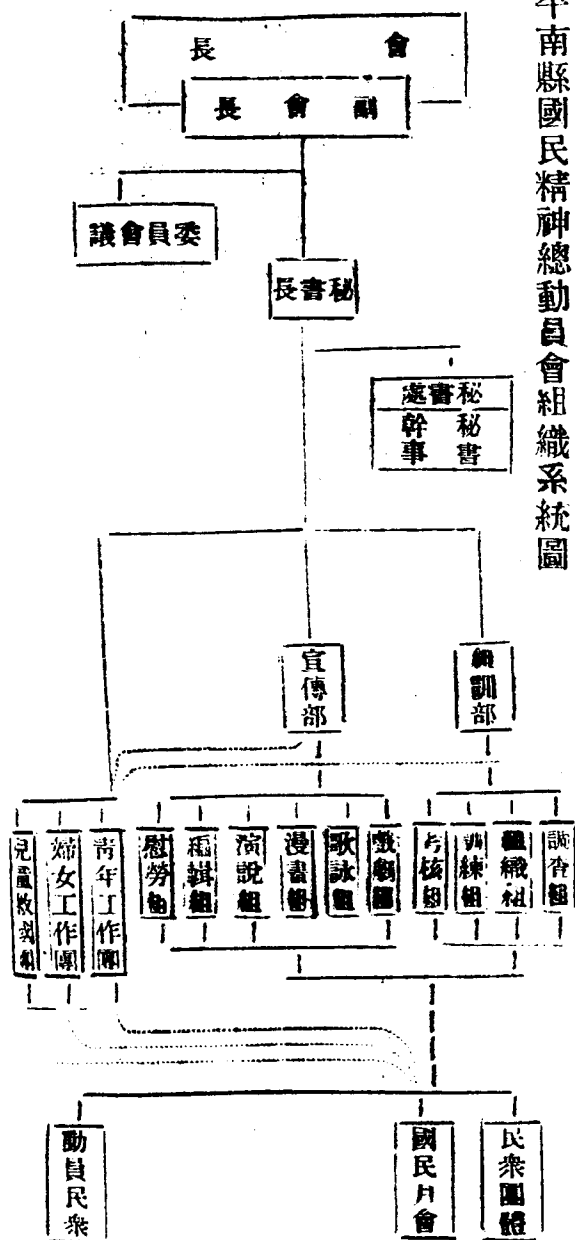 南縣國民精神總動員會組織系統圖
會長
副會長
委員會議
秘書長
秘書處
秘書
幹事
組訓部
宣傳部
調查組
組織組
訓練組
考核組
戲劇組
歌詠組
漫畫組
演說組
編輯組
慰勞組
青年工作團
婦女工作團
民眾團體
國民月會
動員民眾